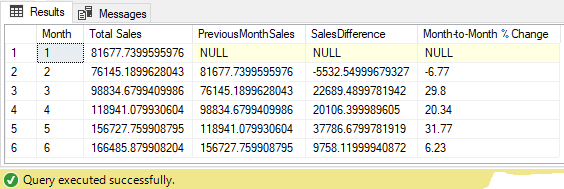 Results Messages
Month Total Sales PreviousMonthSales SalesDifference Month-to-Month % Change
1 1 81677.7399595976 NULL NULL NULL
2 2 76145.1899628043 81677.7399595976 -5532.54999679327 -6.77
3 3 98834.6799409986 76145.1899628043 22689.4899781942 29.8
4 4 118941.079930604 98834.6799409986 20106.399989605 20.34
5 5 156727.759908795 118941.079930604 37786.6799781919 31.77
6 6 166485.879908204 156727.759908795 9758.11999940872 6.23
Query executed successfully.